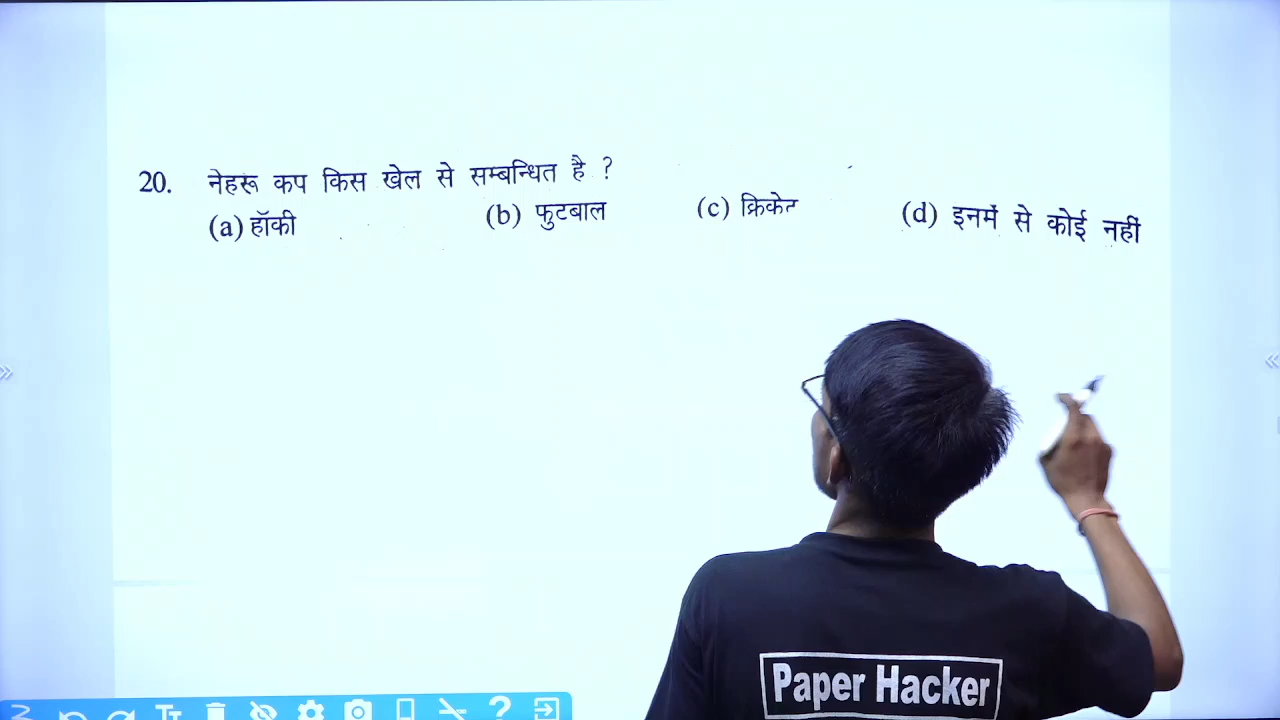 20. नेहरू कप किस खेल से सम्बन्धित है ?
(a) हॉकी (b) फुटबाल (c) क्रिकेट (d) इनमें से कोई नहीं
Paper Hacker